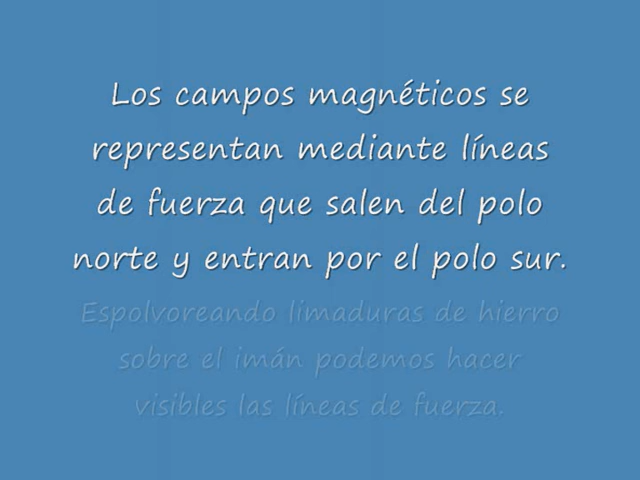 Los campos magnéticos se
representan mediante líneas
de fuerza que salen del polo
norte y entran por el polo sur.
Espolvoreando limaduras de hierro
sobre el imán podemos hacer
visibles las líneas de fuerza.